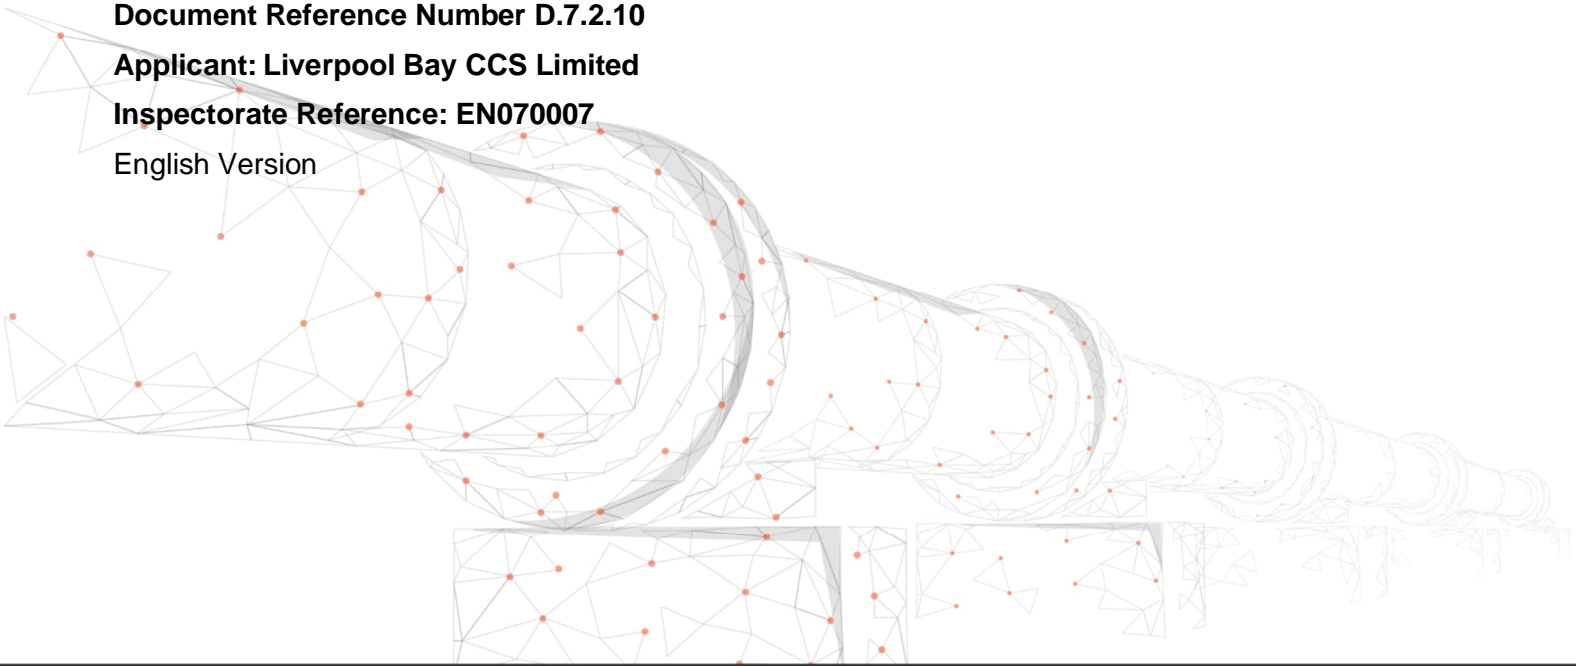 Document Reference Number D.7.2.10
Applicant: Liverpool Bay CCS Limited
Inspectorate Reference: EN070007
English Version